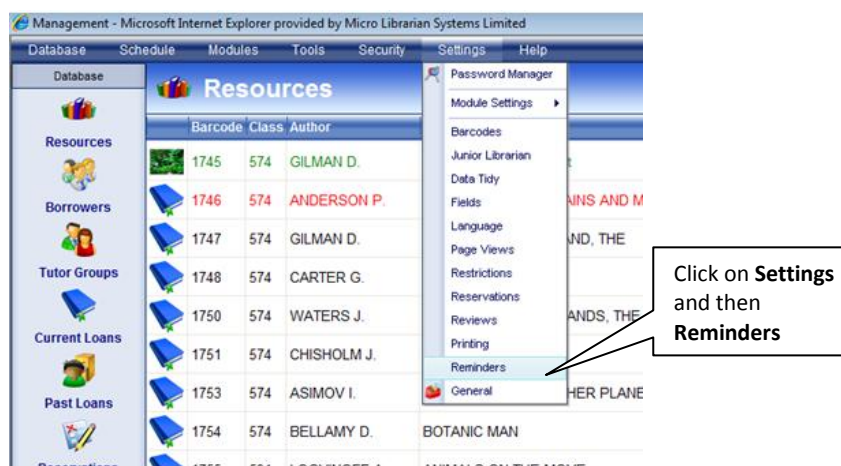 Management - Microsoft Internet Explorer provided by Micro Librarian Systems Limited
Database Schedule Modules Tools Security Settings Help
Database
Resources
Borrowers
Tutor Groups
Current Loans
Past Loans
Resources
Barcode Class Author
1745 574 GILMAN D.
1746 574 ANDERSON P. AINS AND M
1747 574 GILMAN D. ND, THE
1748 574 CARTER G.
1750 574 WATERS J. ANDS, THE
1751 574 CHISHOLM J.
1753 574 ASIMOV I. HER PLANE
1754 574 BELLAMY D. BOTANIC MAN
Password Manager
Module Settings
Barcodes
Junior Librarian
Data Tidy
Fields
Language
Page Views
Restrictions
Reservations
Reviews
Printing
Reminders
General
Click on Settings
and then
Reminders